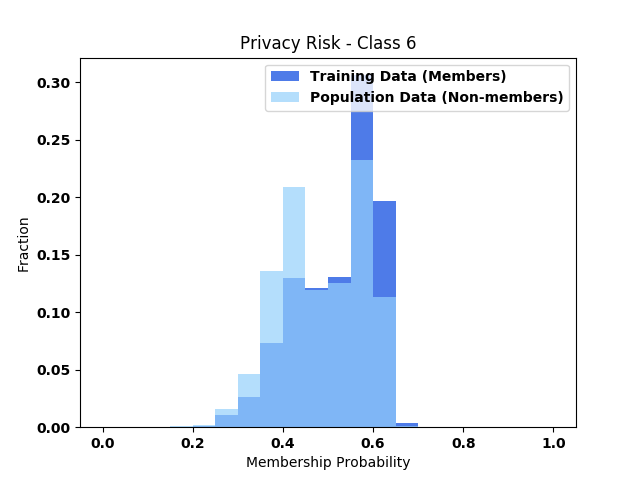 Privacy Risk - Class 6
Training Data (Members)
Population Data (Non-members)
0.30
0.25
0.20
0.15
0.10
0.05
0.00
Fraction
0.0 0.2 0.4 0.6 0.8 1.0
Membership Probability